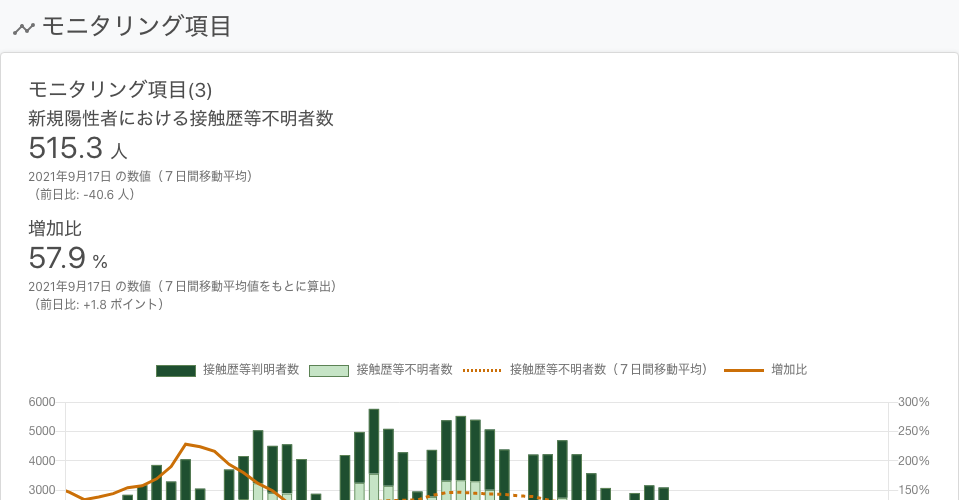 モニタリング項目
モニタリング項目(3)
新規陽性者における接触歴等不明者数
515.3 人
2021年9月17日 の数値（７日間移動平均）
（前日比: -40.6 人）
増加比
57.9 %
2021年9月17日 の数値（７日間移動平均値をもとに算出）
（前日比: +1.8 ポイント）
接触歴等判明者数 接触歴等不明者数 接触歴等不明者数（７日間移動平均） 増加比
6000 300%
5000 250%
4000 200%
3000 150%